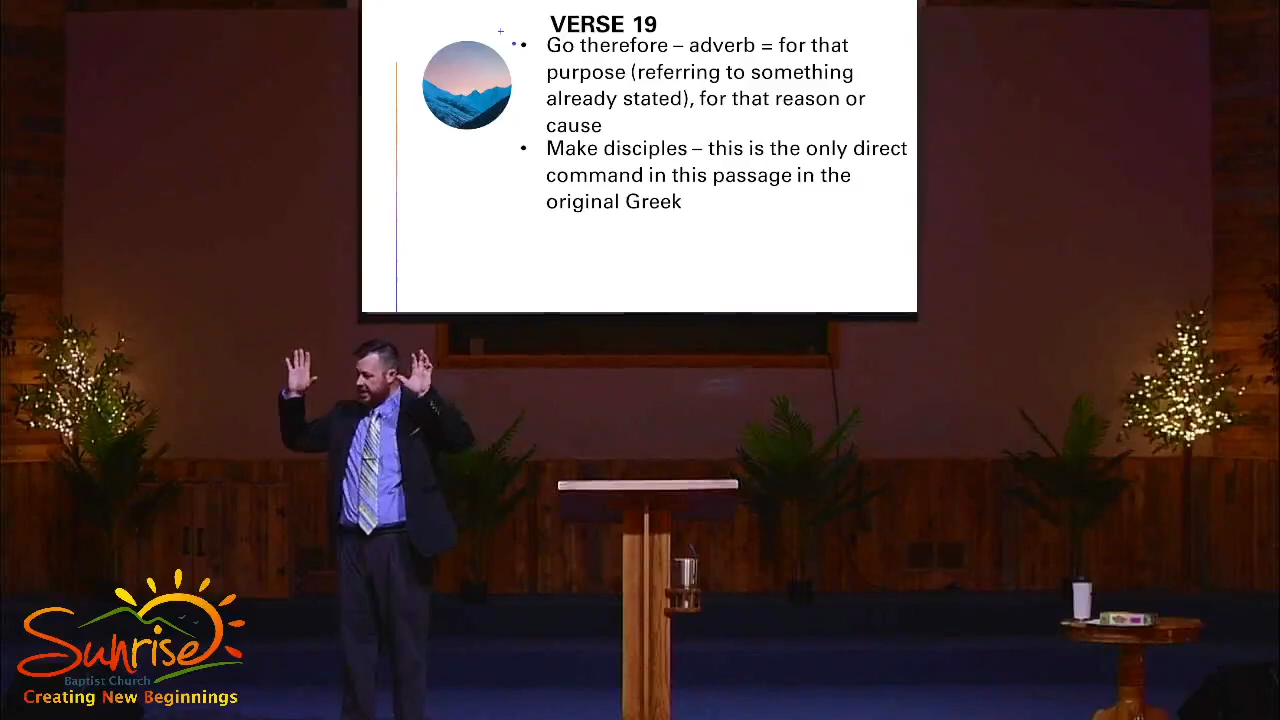 VERSE 19
• Go therefore – adverb = for that
purpose (referring to something
already stated), for that reason or
cause
• Make disciples – this is the only direct
command in this passage in the
original Greek
Sunrise
Baptist Church
Creating New Beginnings